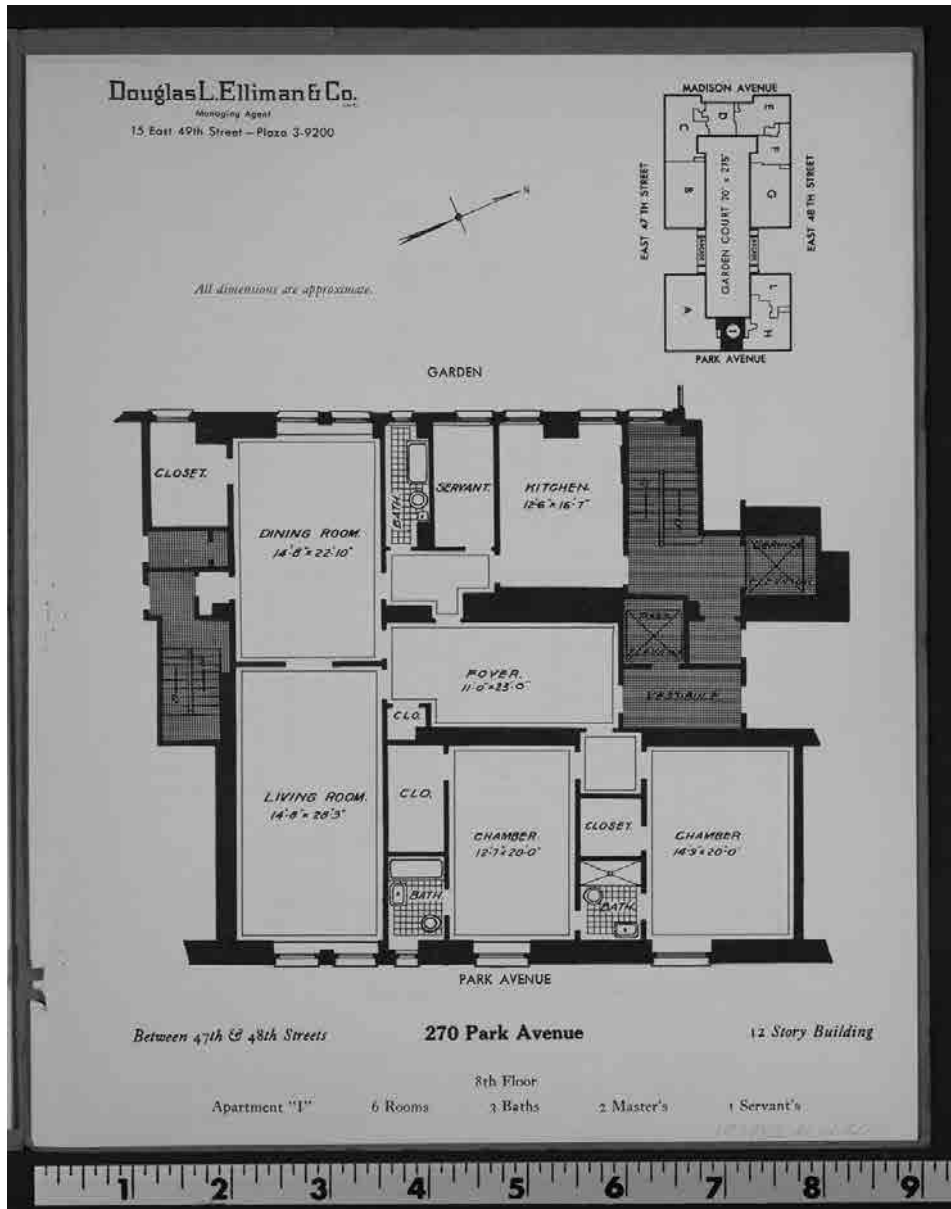 Douglas L. Elliman & Co.
INC.
Managing Agent
15 East 49th Street — Plaza 3-9200
MADISON AVENUE
C
D
E
F
B
G
EAST 47TH STREET
GARDEN COURT 70' x 275'
EAST 48TH STREET
A
L
H
I
PARK AVENUE
N
All dimensions are approximate.
GARDEN
CLOSET.
DINING ROOM.
14'-8" x 22'-10"
BATH
SERVANT.
KITCHEN.
12'-6" x 16'-7"
SERVICE
ELEVATOR
PASS.
ELEVATOR
FOYER.
11'-0" x 23'-0"
VESTIBULE
CLO.
LIVING ROOM.
14'-8" x 28'-3"
CLO.
CHAMBER
12'-7" x 20'-0"
CLOSET.
CHAMBER
14'-9" x 20'-0"
BATH
BATH.
PARK AVENUE
Between 47th & 48th Streets
270 Park Avenue
12 Story Building
8th Floor
Apartment "I" 6 Rooms 3 Baths 2 Master's 1 Servant's
1 2 3 4 5 6 7 8 9